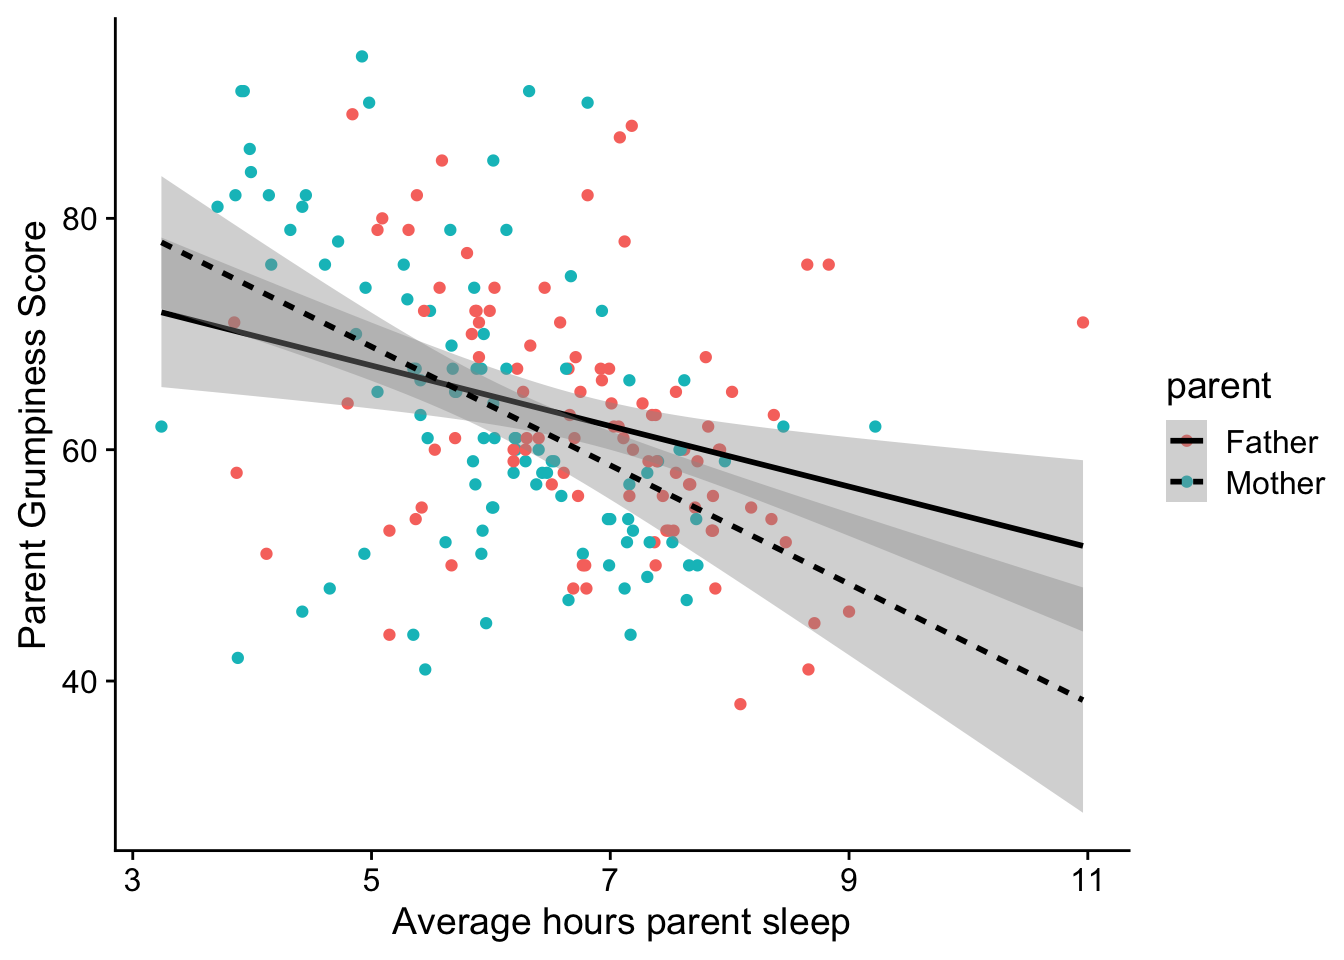 80
60
40
Parent Grumpiness Score
3 5 7 9 11
Average hours parent sleep
parent
Father
Mother